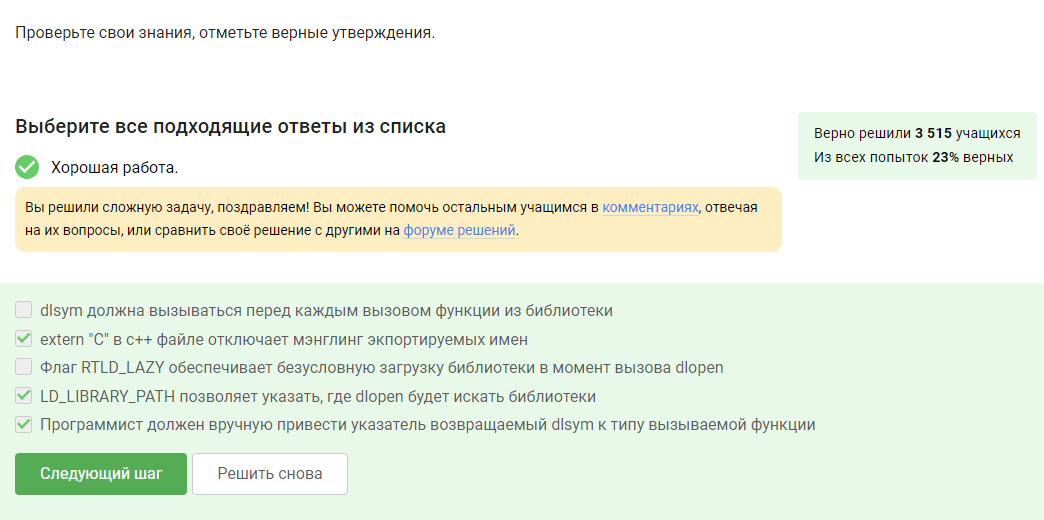 Проверьте свои знания, отметьте верные утверждения.
Выберите все подходящие ответы из списка
Верно решили 3 515 учащихся
Из всех попыток 23% верных
Хорошая работа.
Вы решили сложную задачу, поздравляем! Вы можете помочь остальным учащимся в комментариях, отвечая
на их вопросы, или сравнить своё решение с другими на форуме решений.
dlsym должна вызываться перед каждым вызовом функции из библиотеки
extern "C" в с++ файле отключает мэнглинг экпортируемых имен
Флаг RTLD_LAZY обеспечивает безусловную загрузку библиотеки в момент вызова dlopen
LD_LIBRARY_PATH позволяет указать, где dlopen будет искать библиотеки
Программист должен вручную привести указатель возвращаемый dlsym к типу вызываемой функции
Следующий шаг
Решить снова